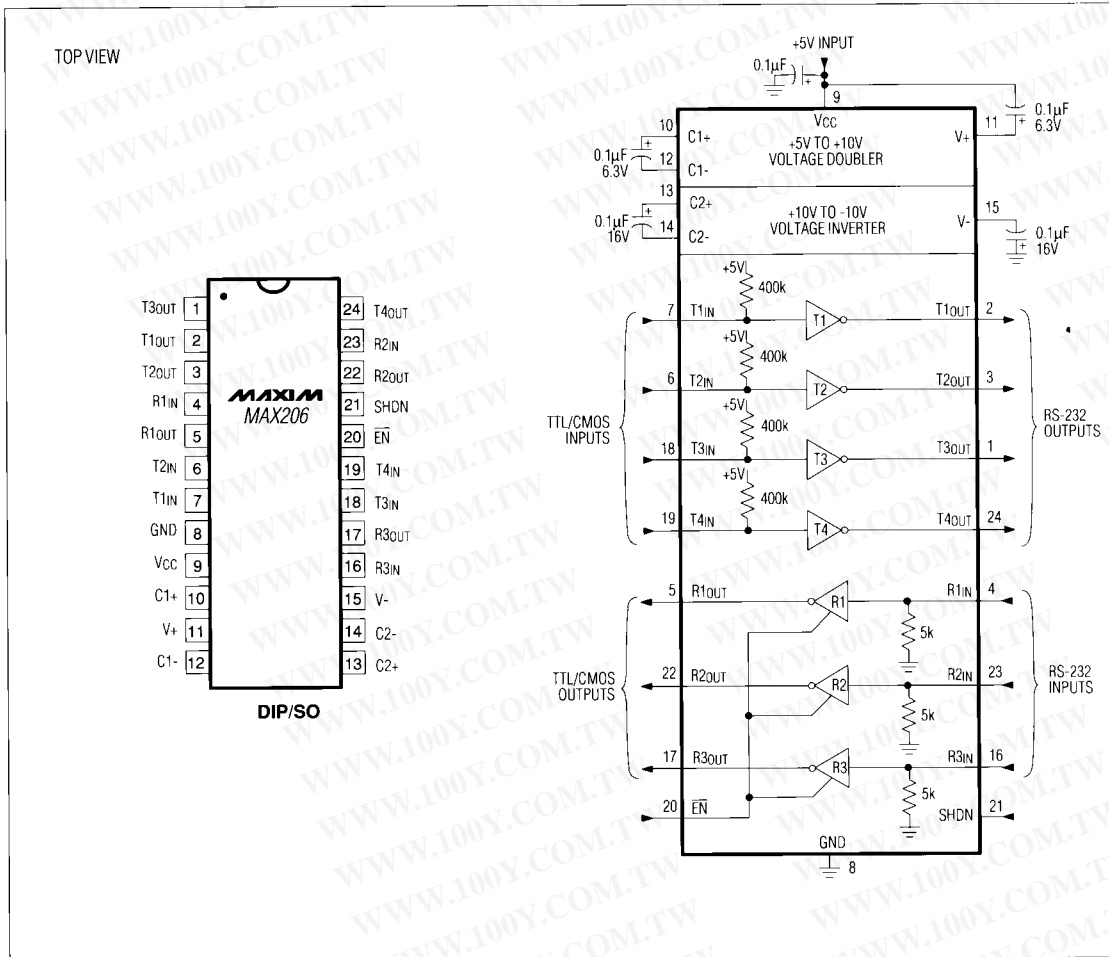 TOP VIEW
T3OUT 1
T1OUT 2
T2OUT 3
R1IN 4
R1OUT 5
T2IN 6
T1IN 7
GND 8
VCC 9
C1+ 10
V+ 11
C1- 12
24 T4OUT
23 R2IN
22 R2OUT
21 SHDN
20 EN
19 T4IN
18 T3IN
17 R3OUT
16 R3IN
15 V-
14 C2-
13 C2+
MAXIM
MAX206
DIP/SO
+5V INPUT
0.1µF
+
9
VCC
0.1µF
6.3V
+
11
V+
10
C1+
+
0.1µF
6.3V
12
C1-
+5V TO +10V
VOLTAGE DOUBLER
13
C2+
+
0.1µF
16V
14
C2-
+10V TO -10V
VOLTAGE INVERTER
15
V-
0.1µF
16V
+
TTL/CMOS
INPUTS
+5V
400k
7 T1IN T1 T1OUT 2
+5V
400k
6 T2IN T2 T2OUT 3
+5V
400k
18 T3IN T3 T3OUT 1
+5V
400k
19 T4IN T4 T4OUT 24
RS-232
OUTPUTS
TTL/CMOS
OUTPUTS
5 R1OUT R1 R1IN 4
5k
22 R2OUT R2 R2IN 23
5k
17 R3OUT R3 R3IN 16
5k
RS-232
INPUTS
20 EN
SHDN 21
GND
8
WWW.100Y.COM.TW